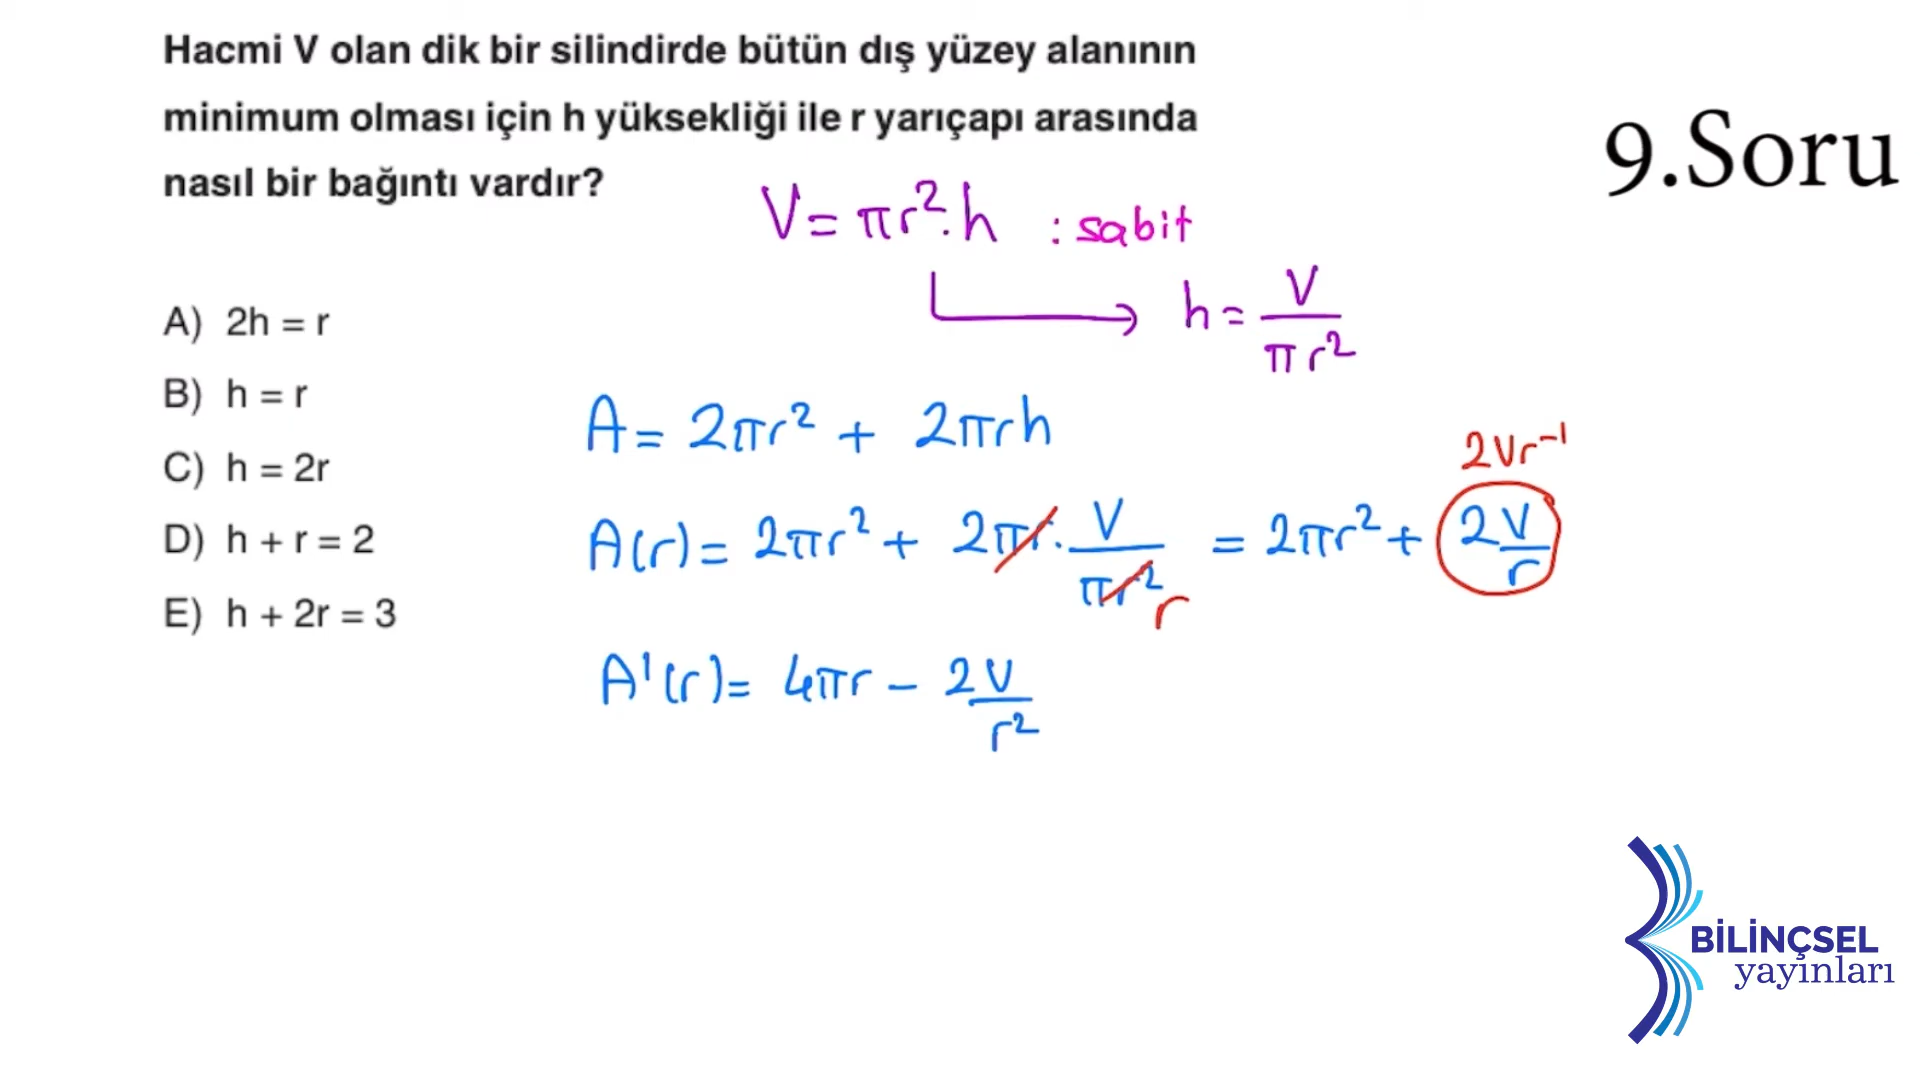 Hacmi V olan dik bir silindirde bütün dış yüzey alanının
minimum olması için h yüksekliği ile r yarıçapı arasında
nasıl bir bağıntı vardır?
9.Soru
V = πr².h : sabit
h = V / πr²
A) 2h = r
B) h = r
C) h = 2r
D) h + r = 2
E) h + 2r = 3
A = 2πr² + 2πrh
2Vr⁻¹
A(r) = 2πr² + 2πr . V / πr² r = 2πr² + 2V / r
A'(r) = 4πr - 2V / r²
BİLİNÇSEL
yayınları